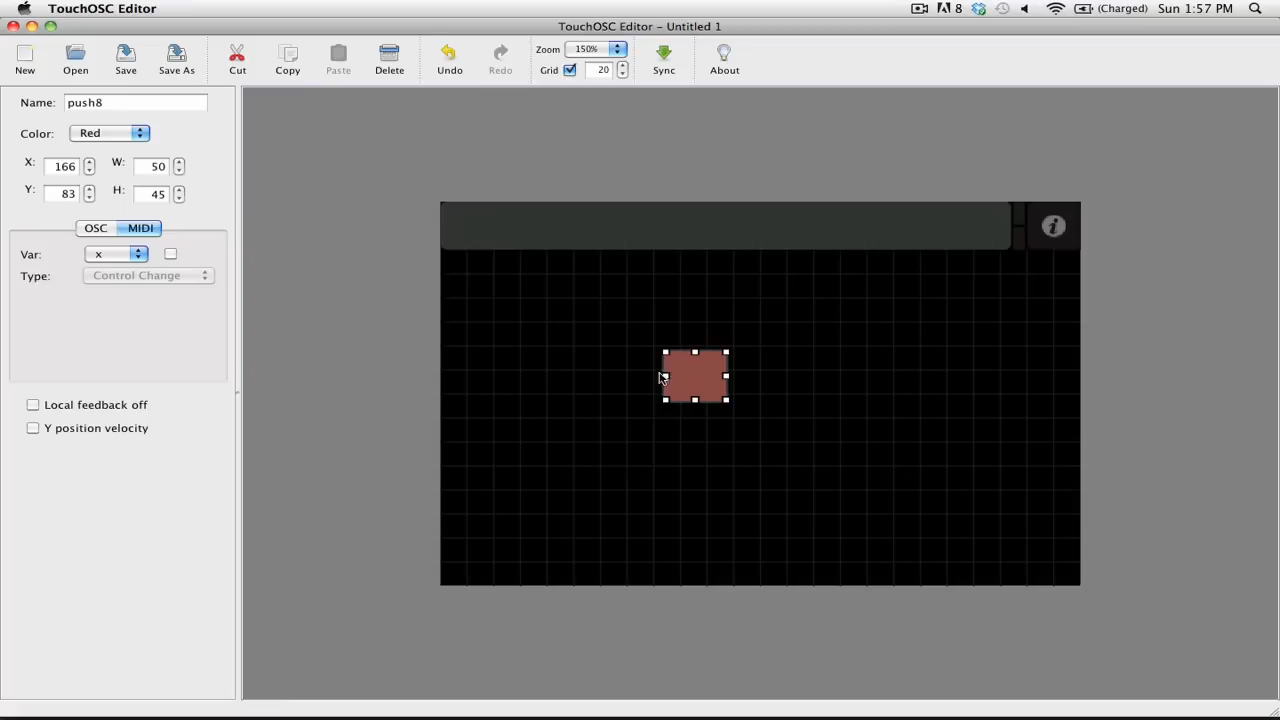 TouchOSC Editor 8 (Charged) Sun 1:57 PM
TouchOSC Editor – Untitled 1
New Open Save Save As Cut Copy Paste Delete Undo Redo Zoom 150% Grid 20 Sync About
Name: push8
Color: Red
X: 166 W: 50
Y: 83 H: 45
OSC MIDI
Var: x
Type: Control Change
Local feedback off
Y position velocity
i